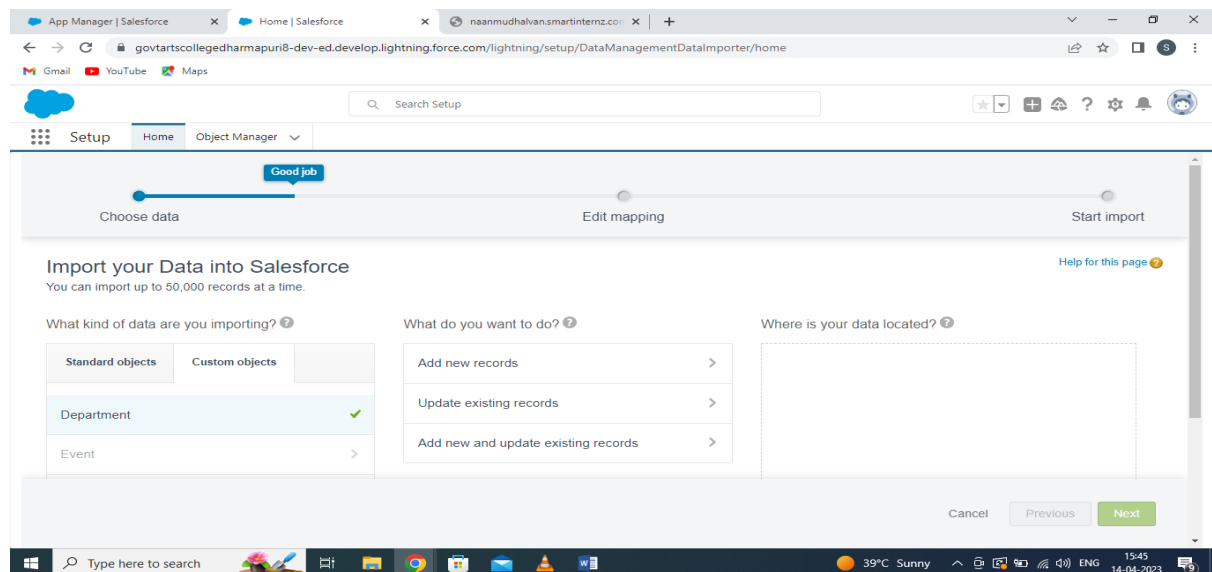 App Manager | Salesforce
Home | Salesforce
naanmudhalvan.smartinternz.con
govtartscollegedharmapuri8-dev-ed.develop.lightning.force.com/lightning/setup/DataManagementDataImporter/home
S
Gmail YouTube Maps
Search Setup
Setup Home Object Manager
Good job
Choose data Edit mapping Start import
Import your Data into Salesforce
Help for this page
You can import up to 50,000 records at a time.
What kind of data are you importing? What do you want to do? Where is your data located?
Standard objects Custom objects
Add new records
Department
Update existing records
Event
Add new and update existing records
Cancel Previous Next
Type here to search
39°C Sunny
ENG
15:45
14-04-2023